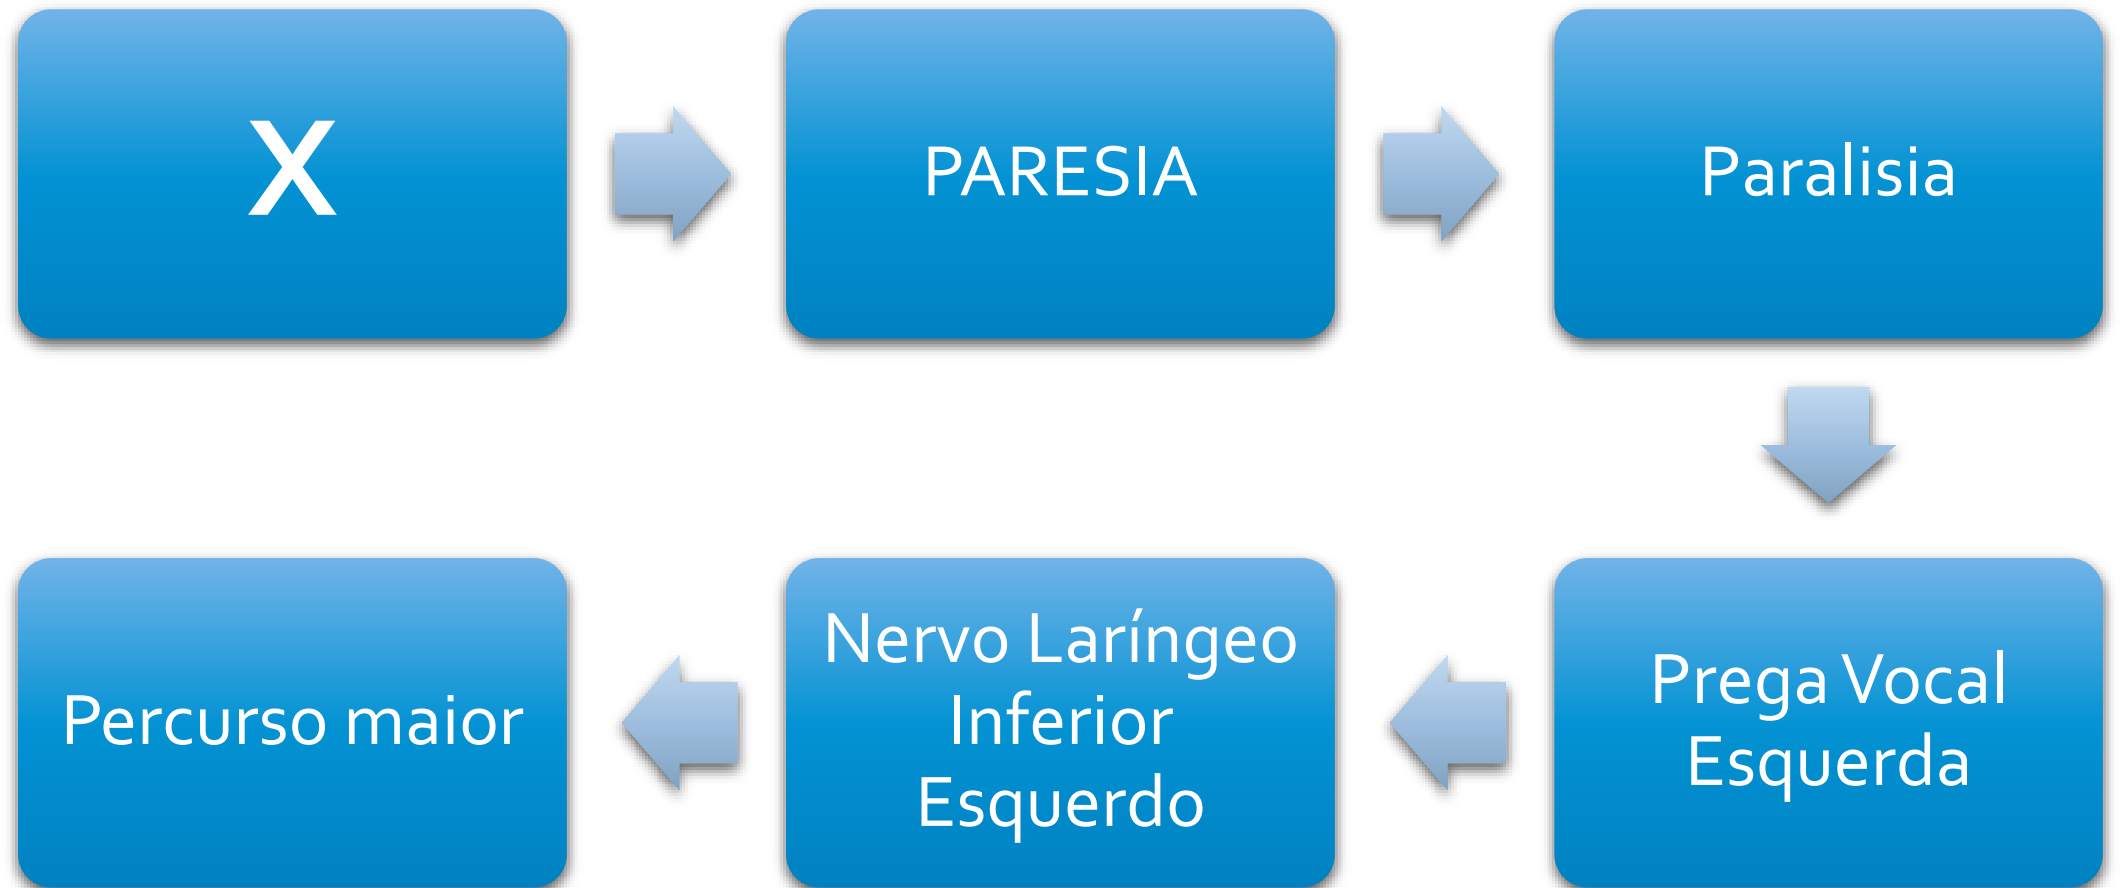 X
PARESIA
Paralisia
Prega Vocal
Esquerda
Nervo Laríngeo
Inferior
Esquerdo
Percurso maior